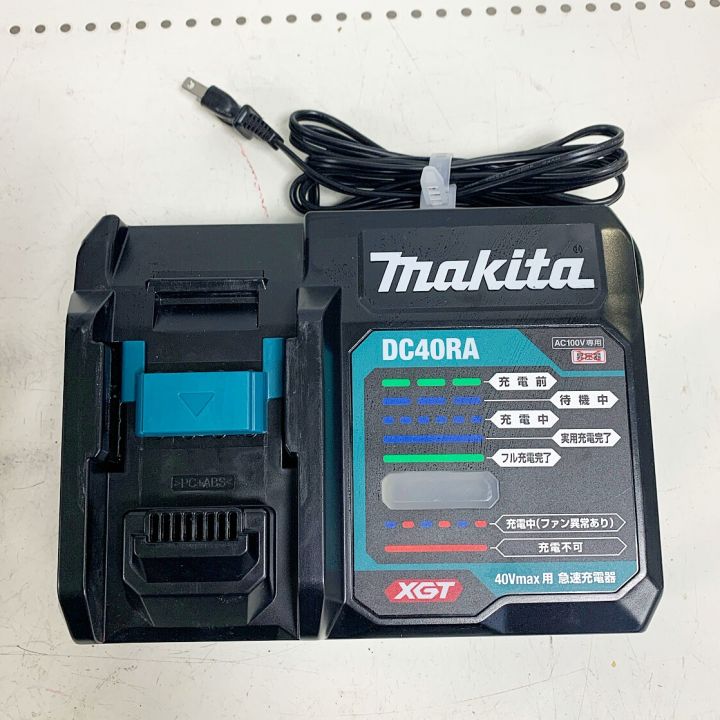 makita
DC40RA
AC100V専用
昇圧器
充電前
待機中
充電中
実用充電完了
フル充電完了
>PC+ABS<
充電中(ファン異常あり)
充電不可
XGT
40Vmax用 急速充電器